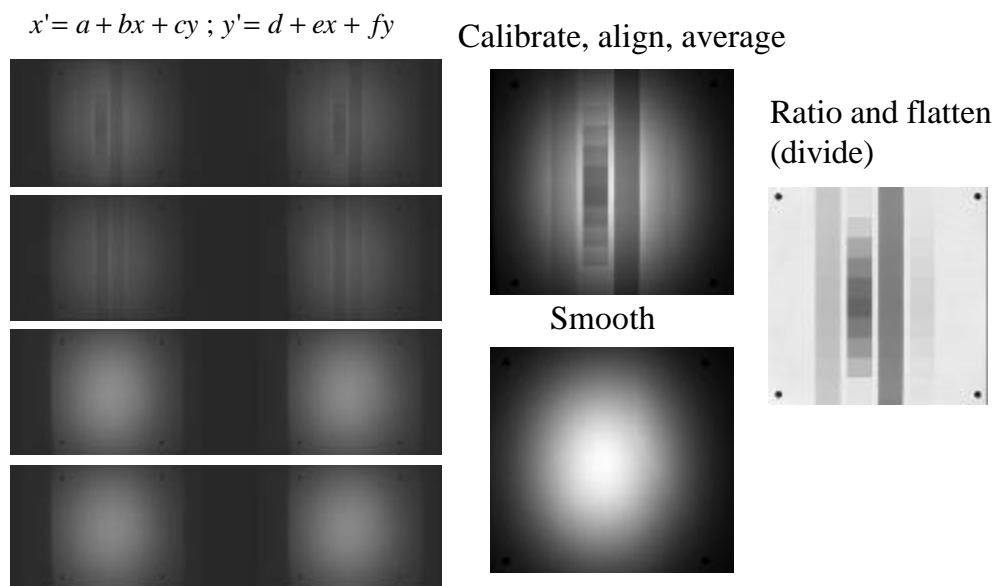 x'= a + bx + cy ; y'= d + ex + fy
Calibrate, align, average
Ratio and flatten
(divide)
Smooth